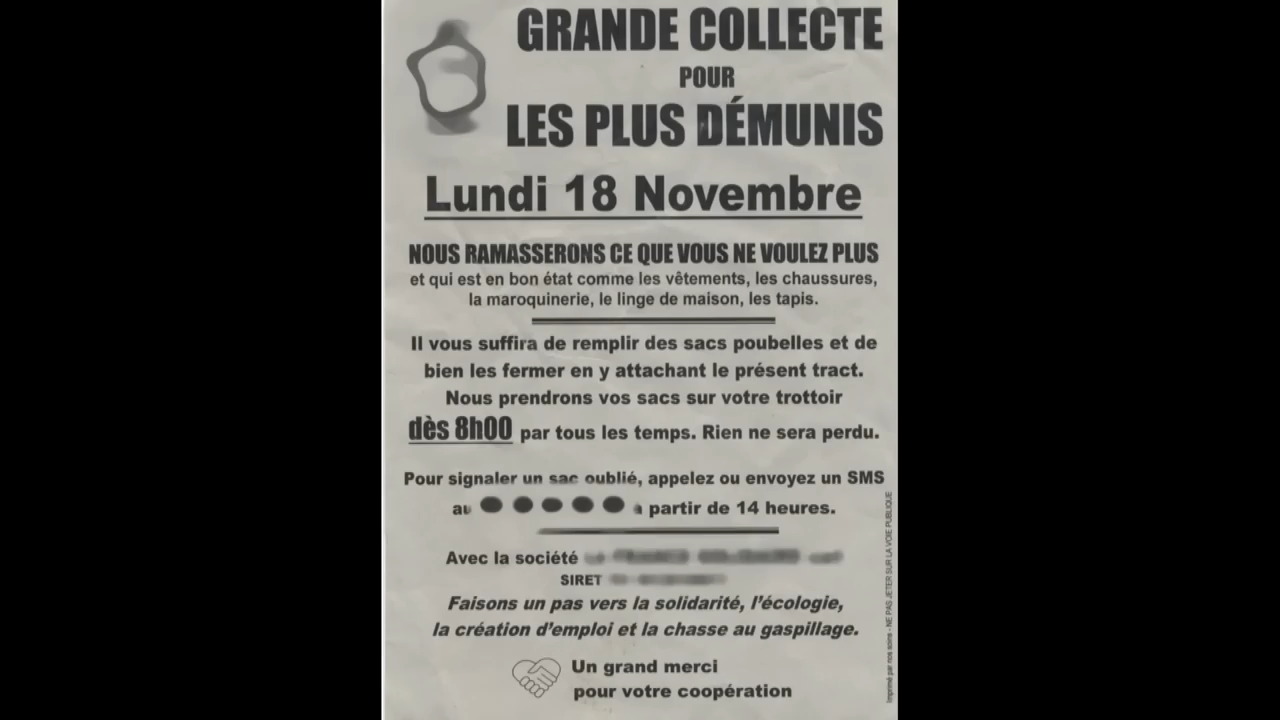 GRANDE COLLECTE
POUR
LES PLUS DÉMUNIS
Lundi 18 Novembre
NOUS RAMASSERONS CE QUE VOUS NE VOULEZ PLUS
et qui est en bon état comme les vêtements, les chaussures,
la maroquinerie, le linge de maison, les tapis.
Il vous suffira de remplir des sacs poubelles et de
bien les fermer en y attachant le présent tract.
Nous prendrons vos sacs sur votre trottoir
dès 8h00 par tous les temps. Rien ne sera perdu.
Pour signaler un sac oublié, appelez ou envoyez un SMS
au à partir de 14 heures.
Avec la société
SIRET
Faisons un pas vers la solidarité, l'écologie,
la création d'emploi et la chasse au gaspillage.
Un grand merci
pour votre coopération
Imprimé par nos soins - NE PAS JETER SUR LA VOIE PUBLIQUE